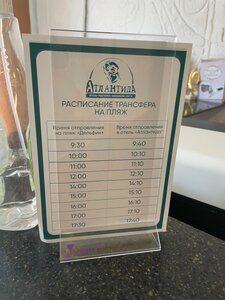 АТЛАНТИДА
РАСПИСАНИЕ ТРАНСФЕРА
НА ПЛЯЖ
Время отправления Время отправления
на пляж «Дельфин» в отель «Атлантида»
9:30 9:40
10:00 10:10
11:00 11:10
12:00 12:10
14:00 14:10
15:00 15:10
16:00 16:10
17:00 17:10
17:30 17:40